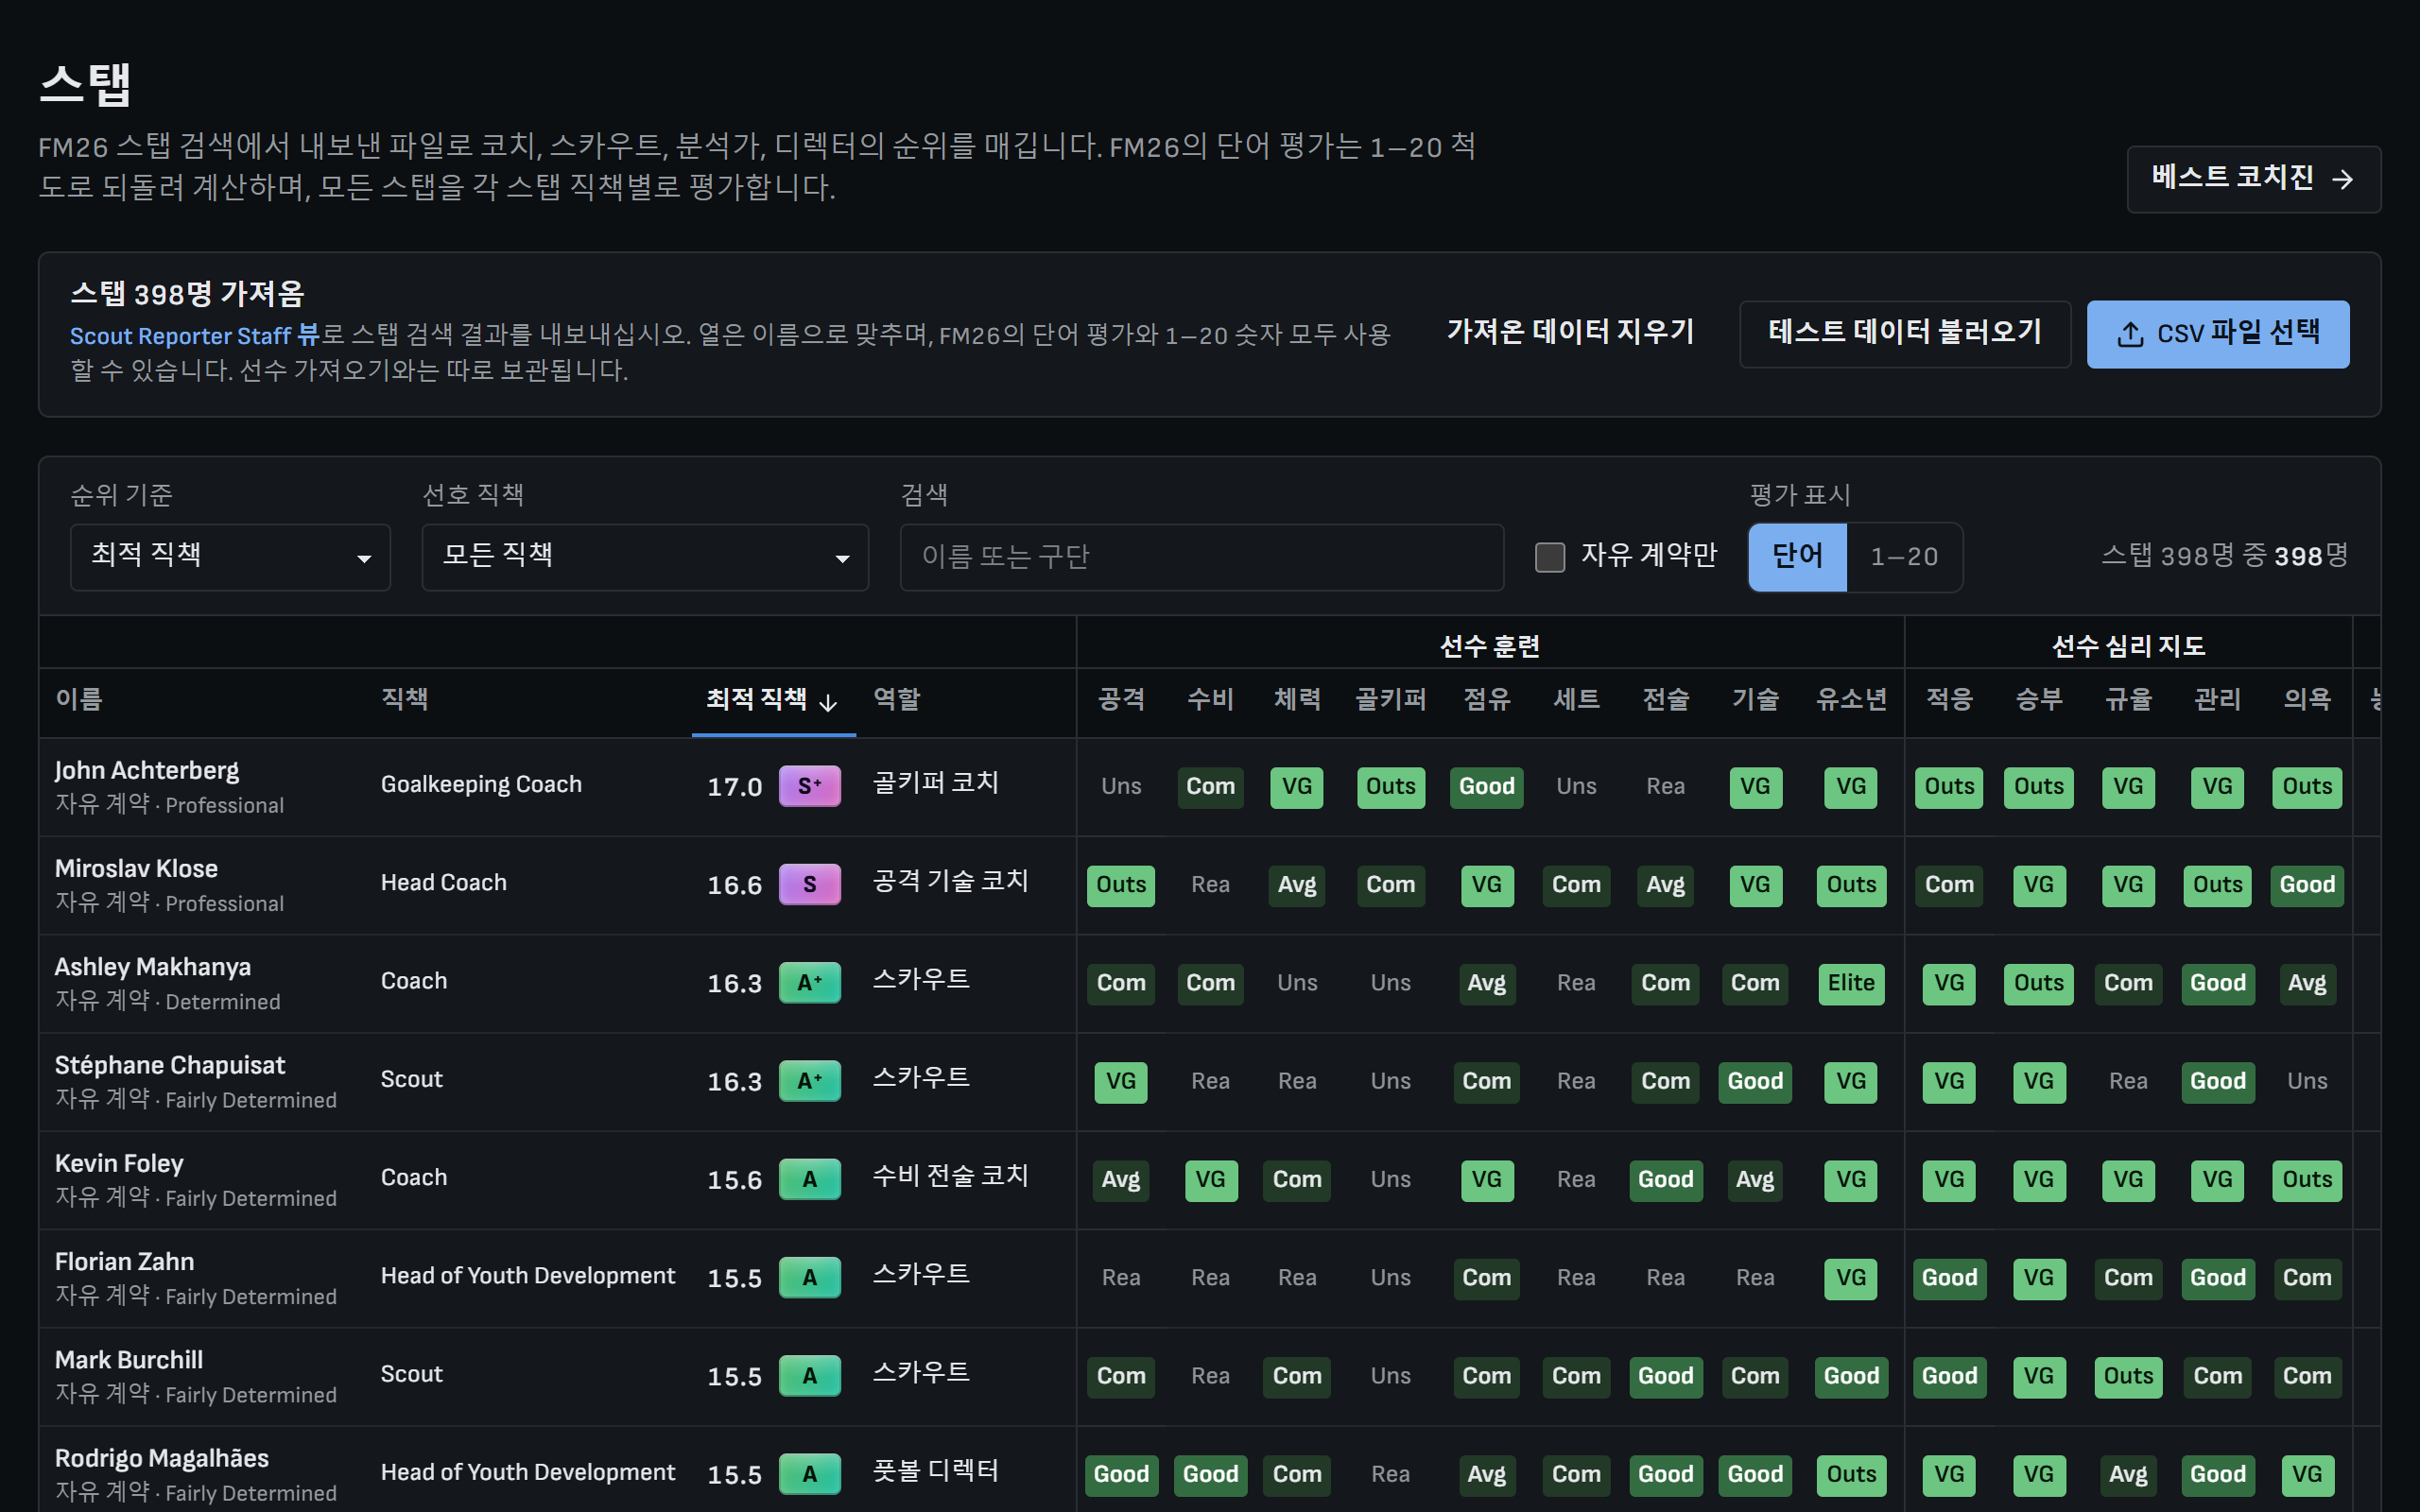 스탭
FM26 스탭 검색에서 내보낸 파일로 코치, 스카우트, 분석가, 디렉터의 순위를 매깁니다. FM26의 단어 평가는 1–20 척
도로 되돌려 계산하며, 모든 스탭을 각 스탭 직책별로 평가합니다.
베스트 코치진 →
스탭 398명 가져옴
Scout Reporter Staff 뷰로 스탭 검색 결과를 내보내십시오. 열은 이름으로 맞추며, FM26의 단어 평가와 1–20 숫자 모두 사용
할 수 있습니다. 선수 가져오기와는 따로 보관됩니다.
가져온 데이터 지우기 테스트 데이터 불러오기 CSV 파일 선택
순위 기준 선호 직책 검색 평가 표시
최적 직책 모든 직책 이름 또는 구단 자유 계약만 단어 1–20 스탭 398명 중 398명
선수 훈련 선수 심리 지도
이름 직책 최적 직책 ↓ 역할 공격 수비 체력 골키퍼 점유 세트 전술 기술 유소년 적응 승부 규율 관리 의욕
John Achterberg
자유 계약 · Professional
Goalkeeping Coach 17.0 S+ 골키퍼 코치 Uns Com VG Outs Good Uns Rea VG VG Outs Outs VG VG Outs
Miroslav Klose
자유 계약 · Professional
Head Coach 16.6 S 공격 기술 코치 Outs Rea Avg Com VG Com Avg VG Outs Com VG VG Outs Good
Ashley Makhanya
자유 계약 · Determined
Coach 16.3 A+ 스카우트 Com Com Uns Uns Avg Rea Com Com Elite VG Outs Com Good Avg
Stéphane Chapuisat
자유 계약 · Fairly Determined
Scout 16.3 A+ 스카우트 VG Rea Rea Uns Com Rea Com Good VG VG VG Rea Good Uns
Kevin Foley
자유 계약 · Fairly Determined
Coach 15.6 A 수비 전술 코치 Avg VG Com Uns VG Rea Good Avg VG VG VG VG VG Outs
Florian Zahn
자유 계약 · Fairly Determined
Head of Youth Development 15.5 A 스카우트 Rea Rea Rea Uns Com Rea Rea Rea VG Good VG Com Good Com
Mark Burchill
자유 계약 · Fairly Determined
Scout 15.5 A 스카우트 Com Rea Com Uns Com Com Good Com Good Good VG Outs Com Com
Rodrigo Magalhães
자유 계약 · Fairly Determined
Head of Youth Development 15.5 A 풋볼 디렉터 Good Good Com Rea Avg Com Good Good Outs VG VG Avg Good VG